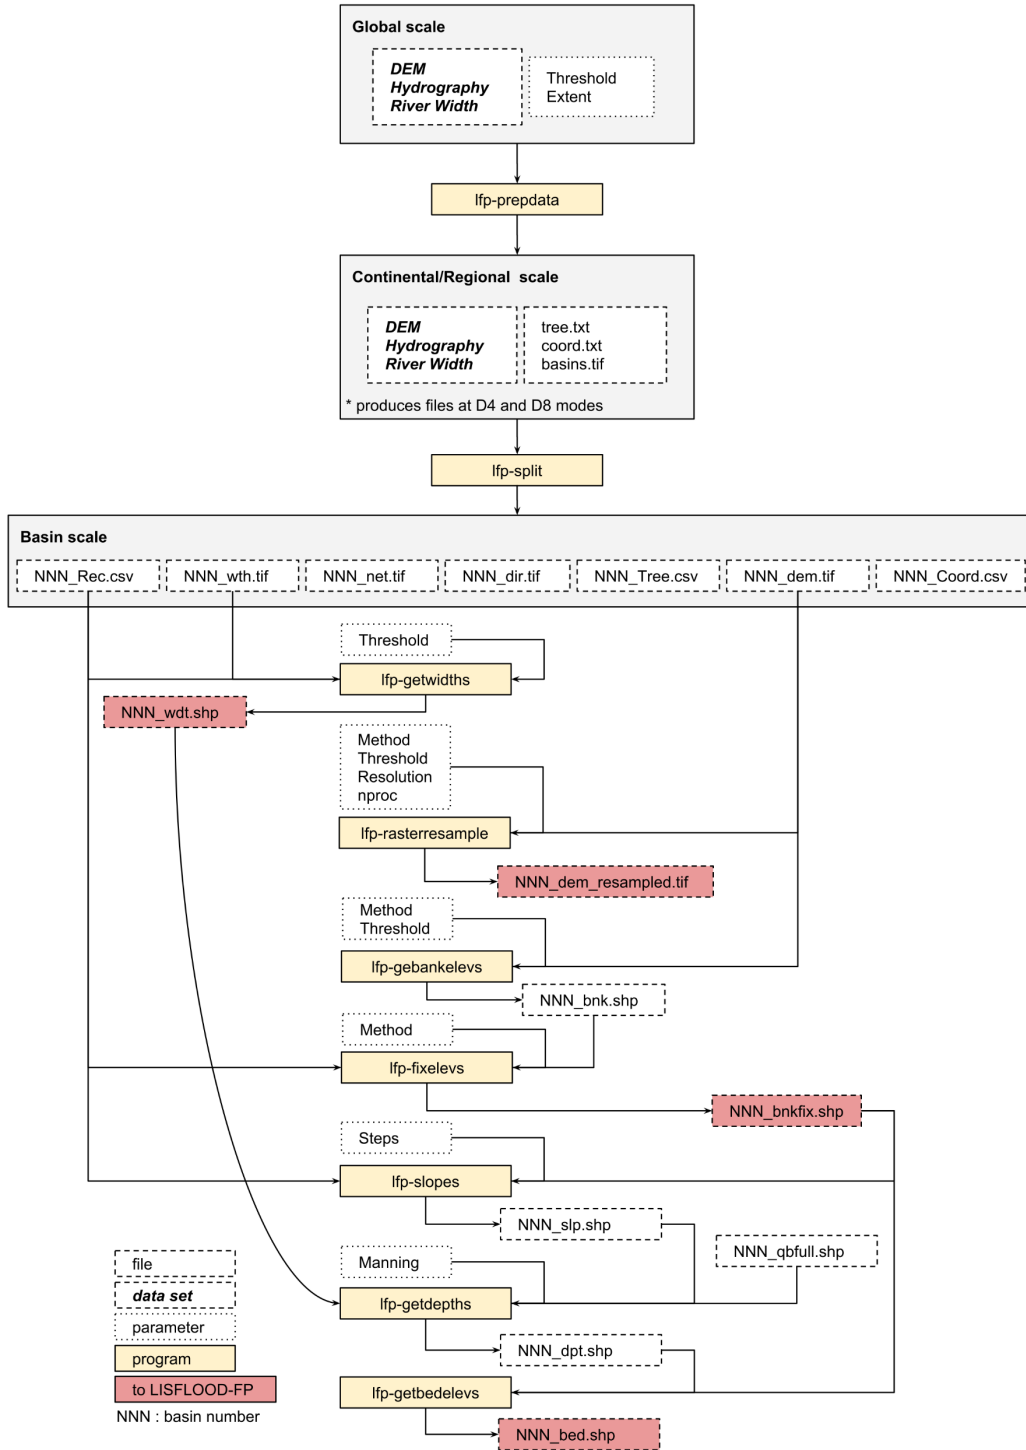 Global scale
DEM
Hydrography
River Width
Threshold
Extent
lfp-prepdata
Continental/Regional scale
DEM
Hydrography
River Width
tree.txt
coord.txt
basins.tif
* produces files at D4 and D8 modes
lfp-split
Basin scale
NNN_Rec.csv
NNN_wth.tif
NNN_net.tif
NNN_dir.tif
NNN_Tree.csv
NNN_dem.tif
NNN_Coord.csv
Threshold
lfp-getwidths
NNN_wdt.shp
Method
Threshold
Resolution
nproc
lfp-rasterresample
NNN_dem_resampled.tif
Method
Threshold
lfp-gebankelevs
NNN_bnk.shp
Method
lfp-fixelevs
NNN_bnkfix.shp
Steps
lfp-slopes
NNN_slp.shp
NNN_qbfull.shp
Manning
lfp-getdepths
NNN_dpt.shp
lfp-getbedelevs
NNN_bed.shp
file
data set
parameter
program
to LISFLOOD-FP
NNN : basin number